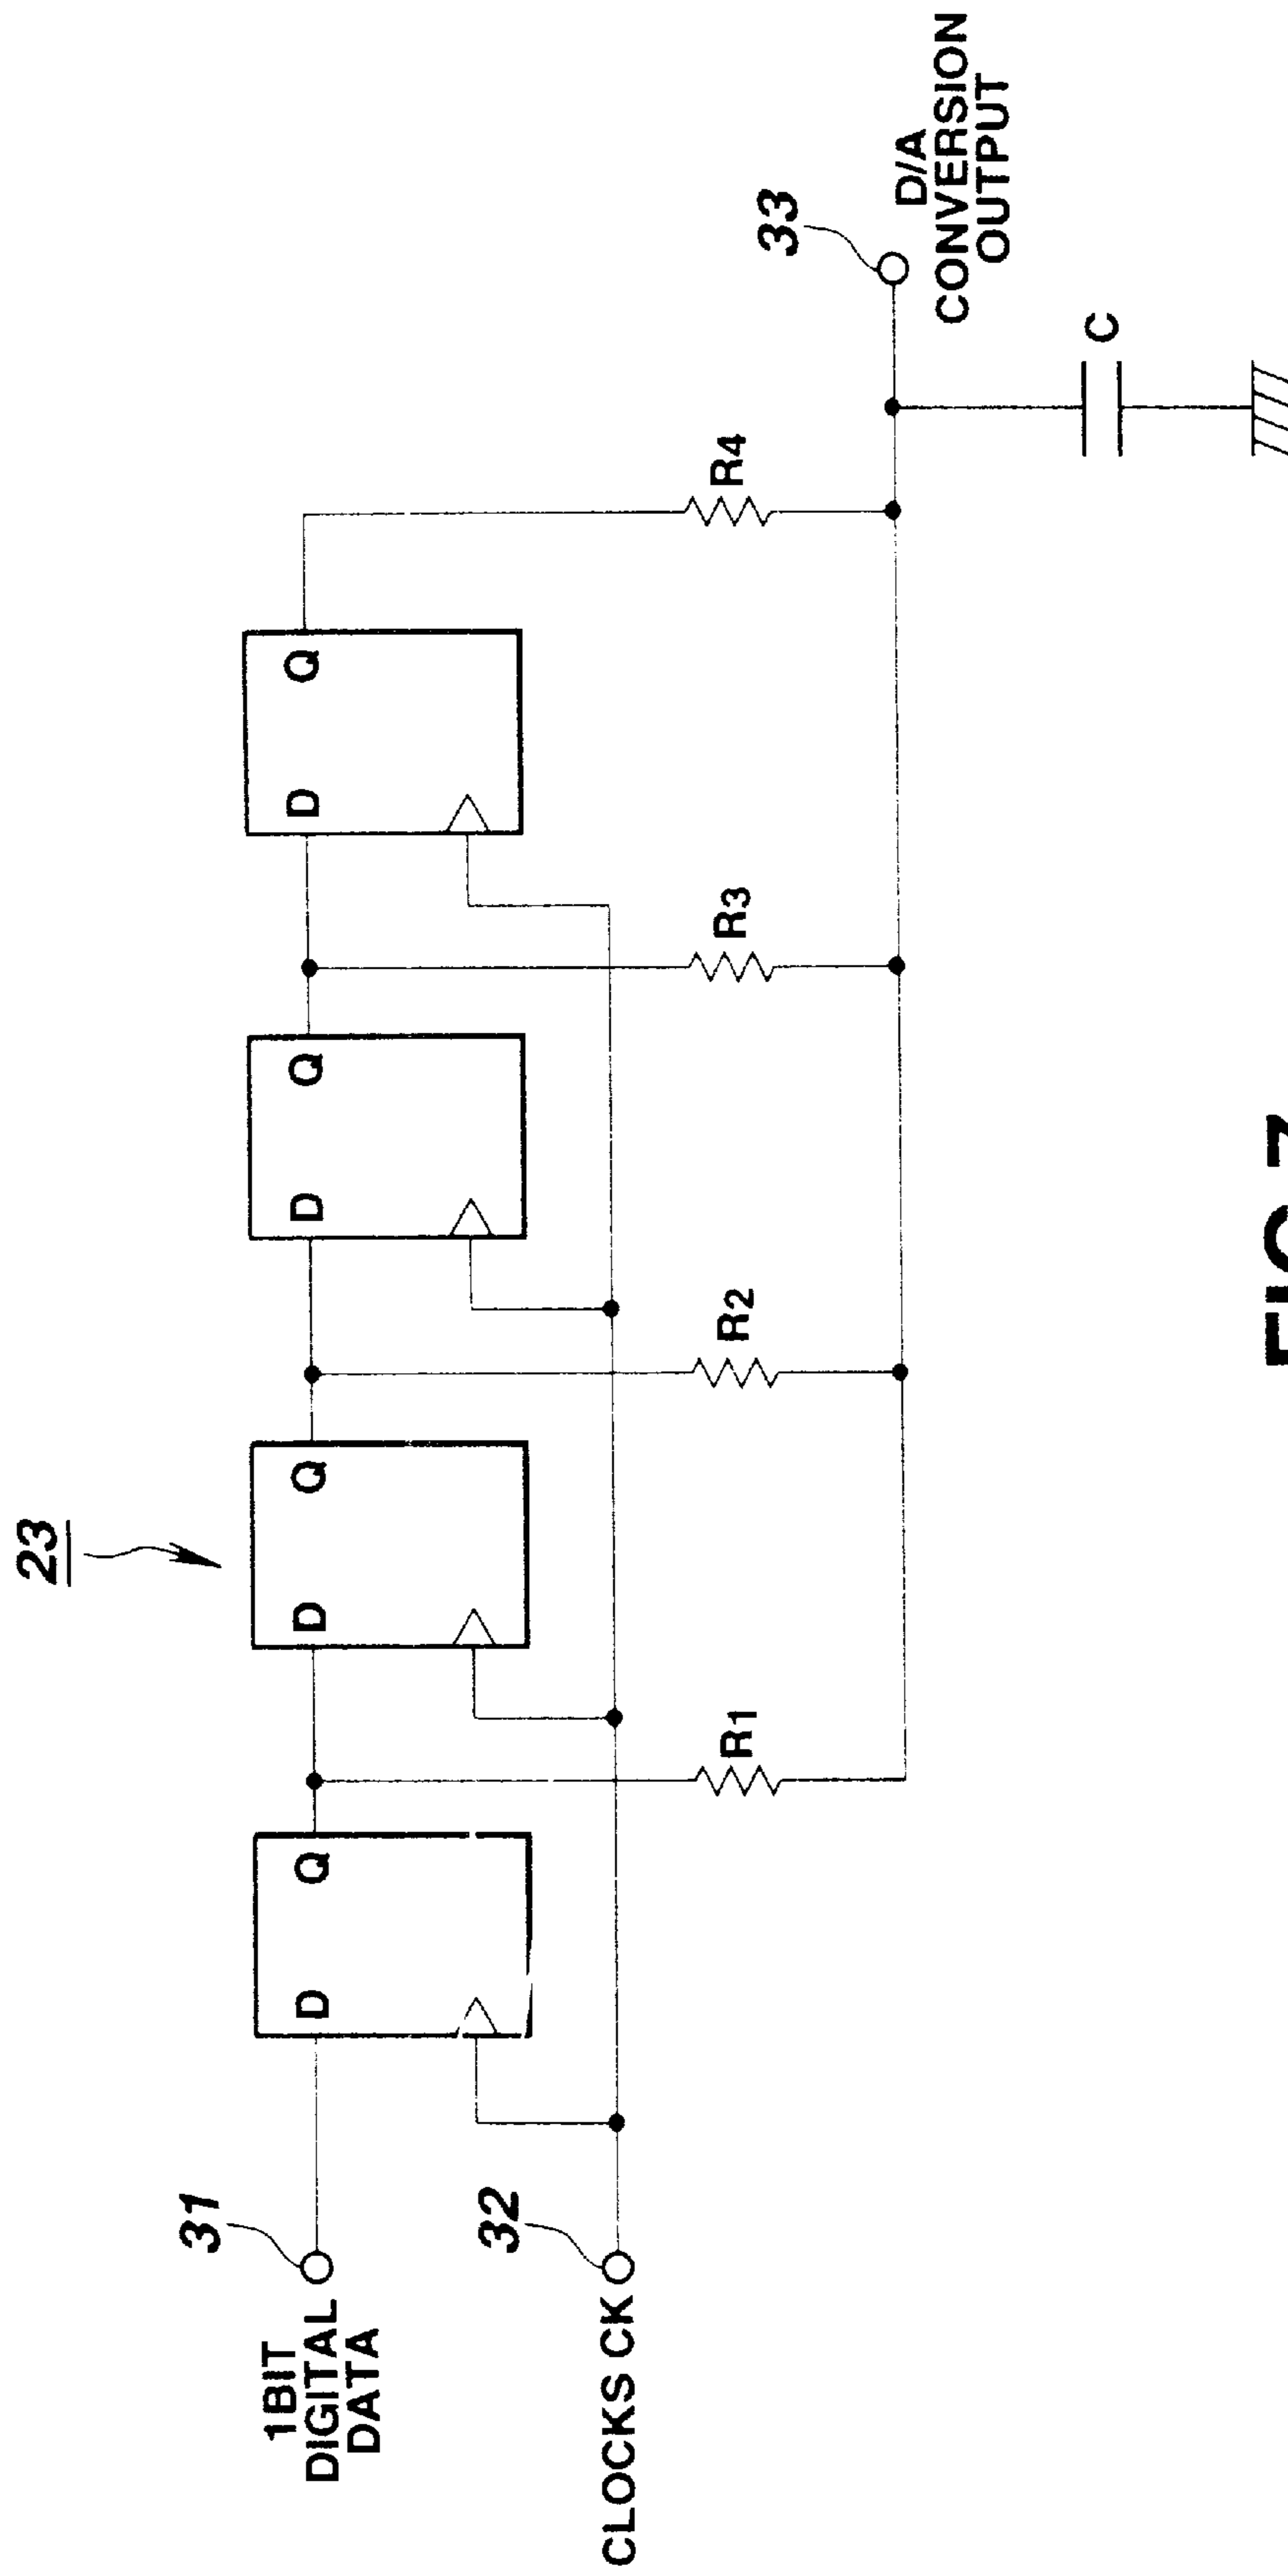 23
31
1BIT
DIGITAL
DATA
D Q
D Q
D Q
D Q
32
CLOCKS CK
R1
R2
R3
R4
33
D/A
CONVERSION
OUTPUT
C